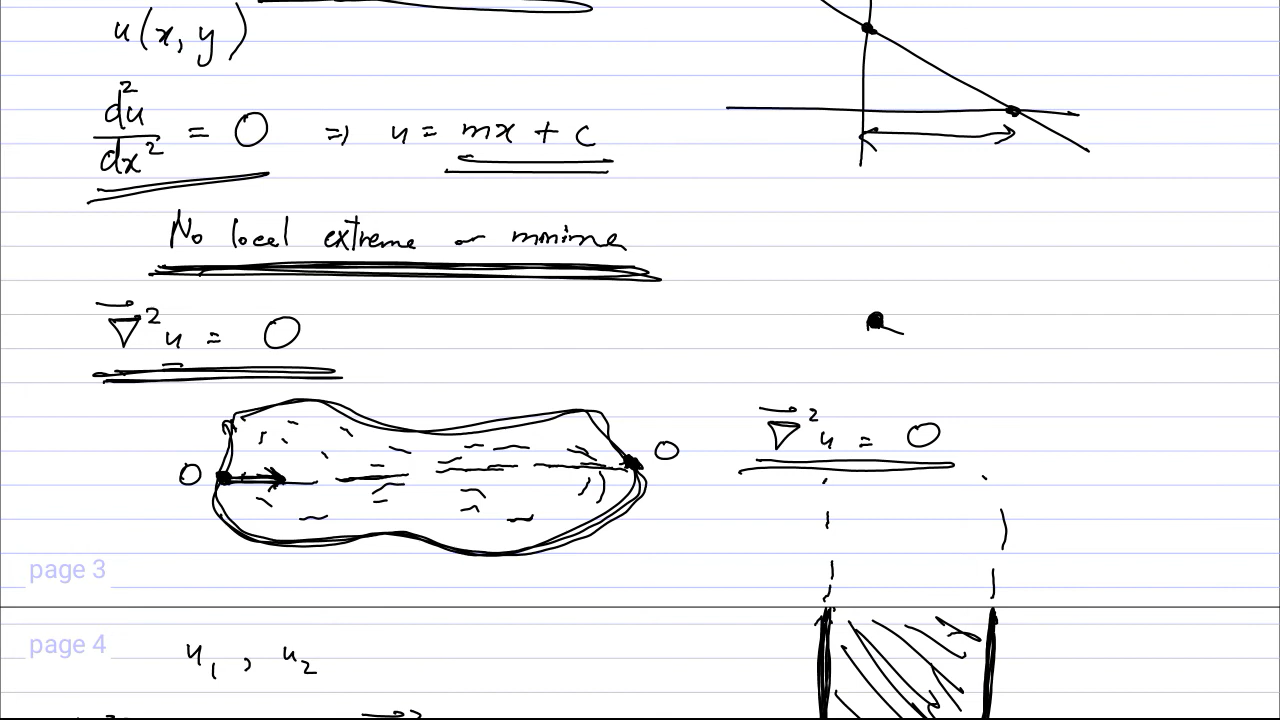 u(x, y)
d²u/dx² = 0 ⇒ u = mx + c
No local extreme or minima
∇⃗²u = 0
0
0
∇⃗²u = 0
page 3
page 4
u₁ , u₂